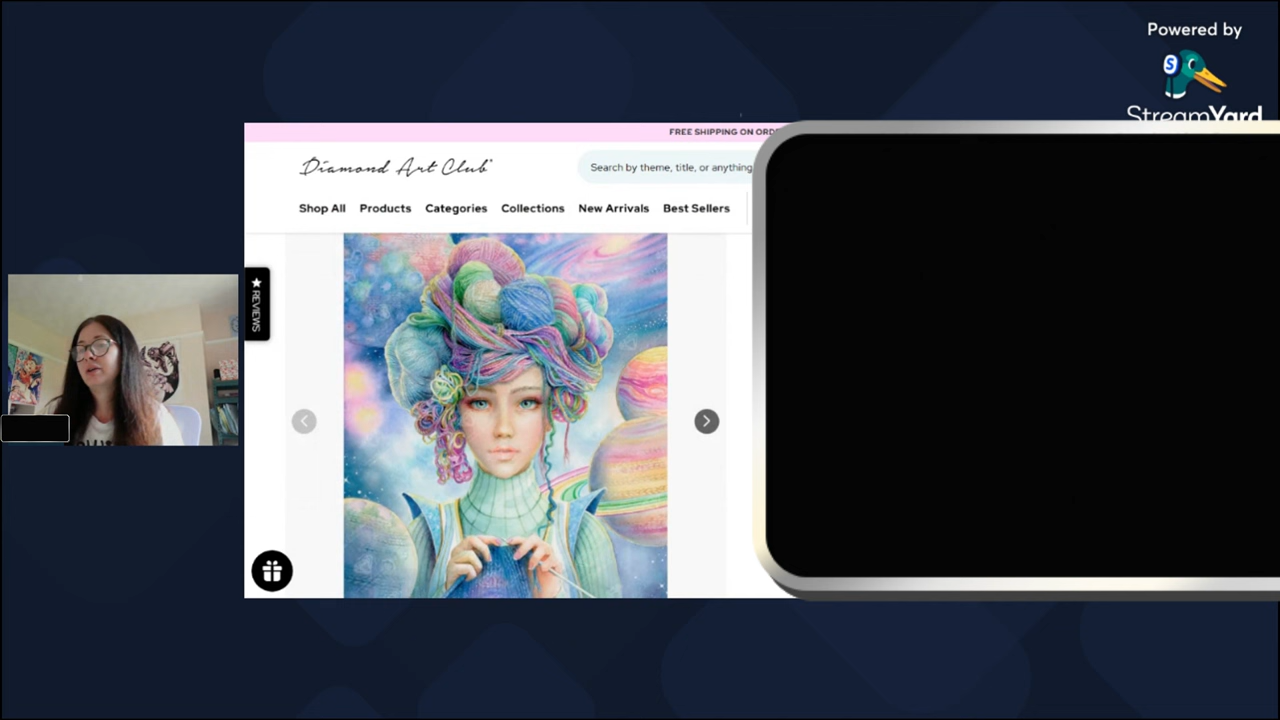 Powered by
S
StreamYard
FREE SHIPPING ON ORD
Diamond Art Club
Search by theme, title, or anything
Shop All Products Categories Collections New Arrivals Best Sellers
★ REVIEWS